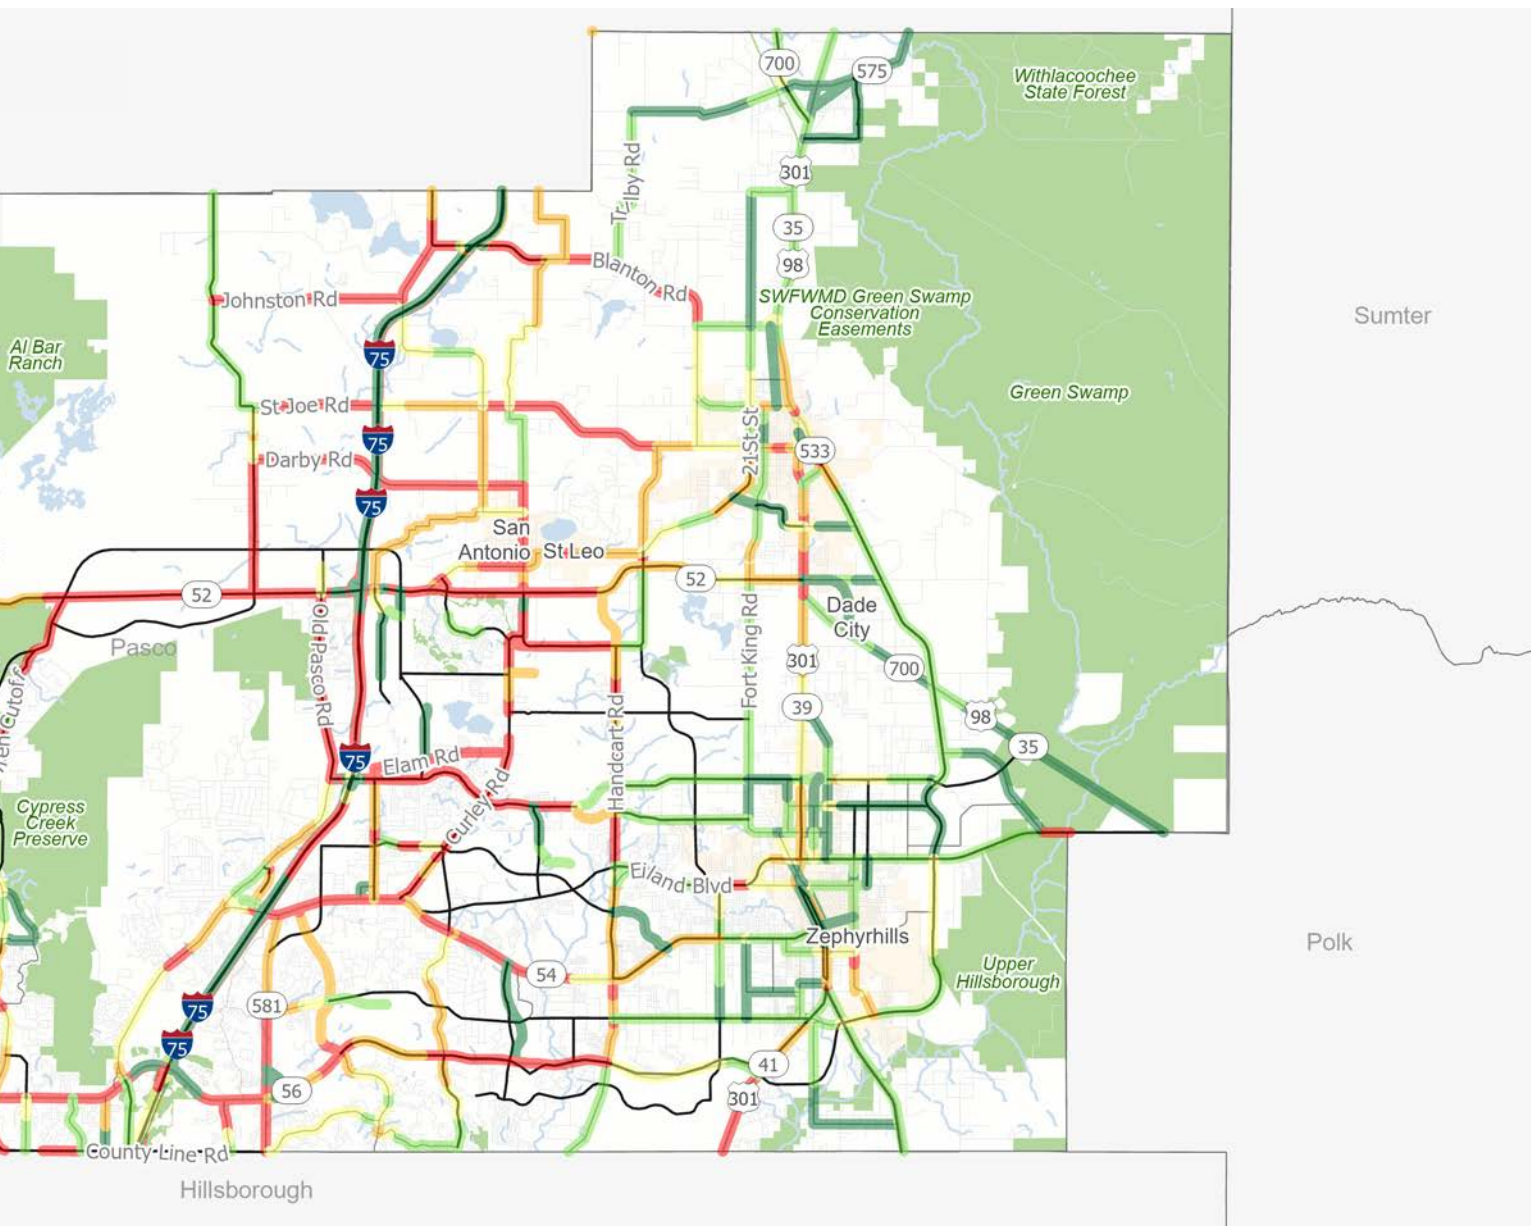 700
575
Withlacoochee
State Forest
Trilby Rd
301
35
98
Blanton Rd
Johnston Rd
SWFWMD Green Swamp
Conservation
Easements
Sumter
Al Bar
Ranch
75
Green Swamp
St Joe Rd
75
21St St
533
Darby Rd
75
San
Antonio
St Leo
52
52
Dade
City
Pasco
Old Pasco Rd
Fort King Rd
301
700
39
98
35
Handcart Rd
75
Elam Rd
Curley Rd
Cypress
Creek
Preserve
Eiland Blvd
Zephyrhills
Polk
Upper
Hillsborough
54
581
75
75
41
56
301
County Line Rd
Hillsborough